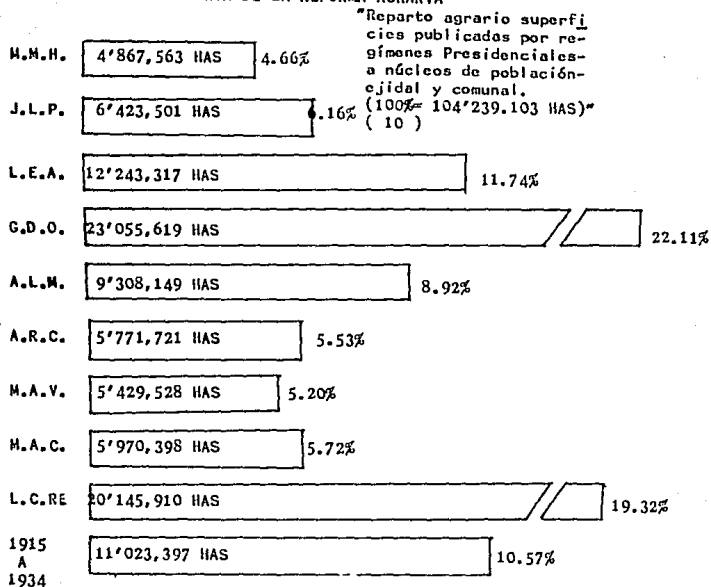 "Reparto agrario superfi
cies publicadas por re-
gímenes Presidenciales-
a núcleos de población-
ejidal y comunal.
(100%= 104'239.103 HAS)"
( 10 )
M.M.H. 4'867,563 HAS 4.66%
J.L.P. 6'423,501 HAS .16%
L.E.A. 12'243,317 HAS 11.74%
G.D.O. 23'055,619 HAS 22.11%
A.L.M. 9'308,149 HAS 8.92%
A.R.C. 5'771,721 HAS 5.53%
M.A.V. 5'429,528 HAS 5.20%
M.A.C. 5'970,398 HAS 5.72%
L.C.RE 20'145,910 HAS 19.32%
1915
A
1934
11'023,397 HAS 10.57%